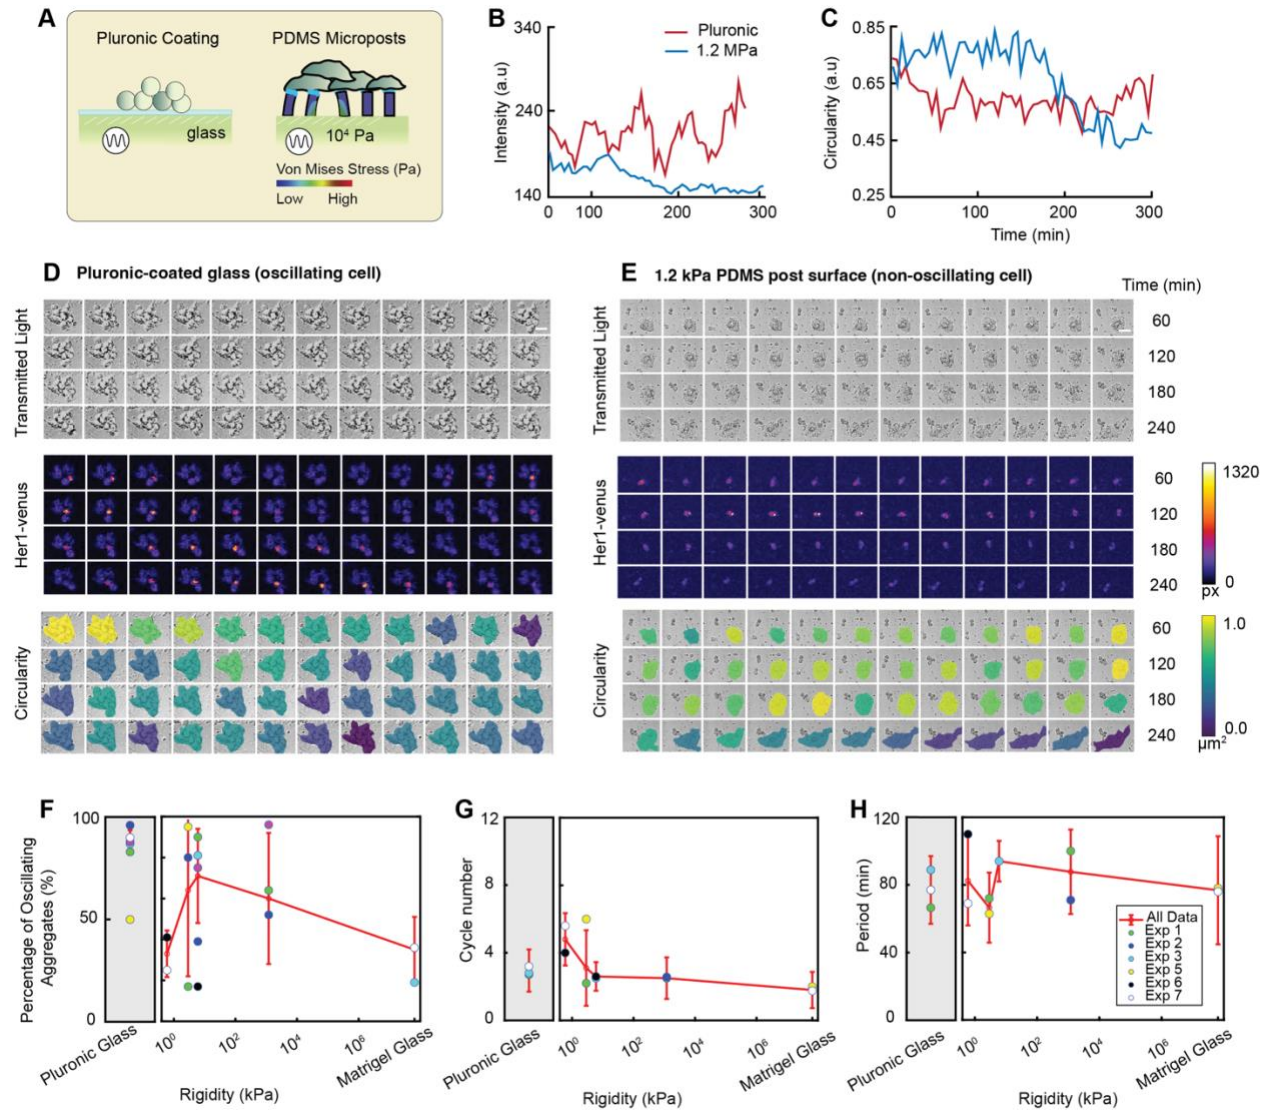 A
Pluronic Coating
PDMS Microposts
glass
10⁴ Pa
Von Mises Stress (Pa)
Low
High
B
340
240
140
Intensity (a.u)
Pluronic
1.2 MPa
0
100
200
300
C
0.85
0.65
0.45
0.25
Circularity (a.u)
0
100
200
300
Time (min)
D Pluronic-coated glass (oscillating cell)
Transmitted Light
Her1-venus
Circularity
E 1.2 kPa PDMS post surface (non-oscillating cell)
Time (min)
Transmitted Light
60
120
180
240
Her1-venus
60
120
180
240
1320
0
px
Circularity
60
120
180
240
1.0
0.0
µm²
F
100
50
0
Percentage of Oscillating
Aggregates (%)
Pluronic Glass
10⁰
10²
10⁴
10⁶
Matrigel Glass
Rigidity (kPa)
G
12
8
4
0
Cycle number
Pluronic Glass
10⁰
10²
10⁴
10⁶
Matrigel Glass
Rigidity (kPa)
H
120
80
40
0
Period (min)
All Data
Exp 1
Exp 2
Exp 3
Exp 5
Exp 6
Exp 7
Pluronic Glass
10⁰
10²
10⁴
10⁶
Matrigel Glass
Rigidity (kPa)